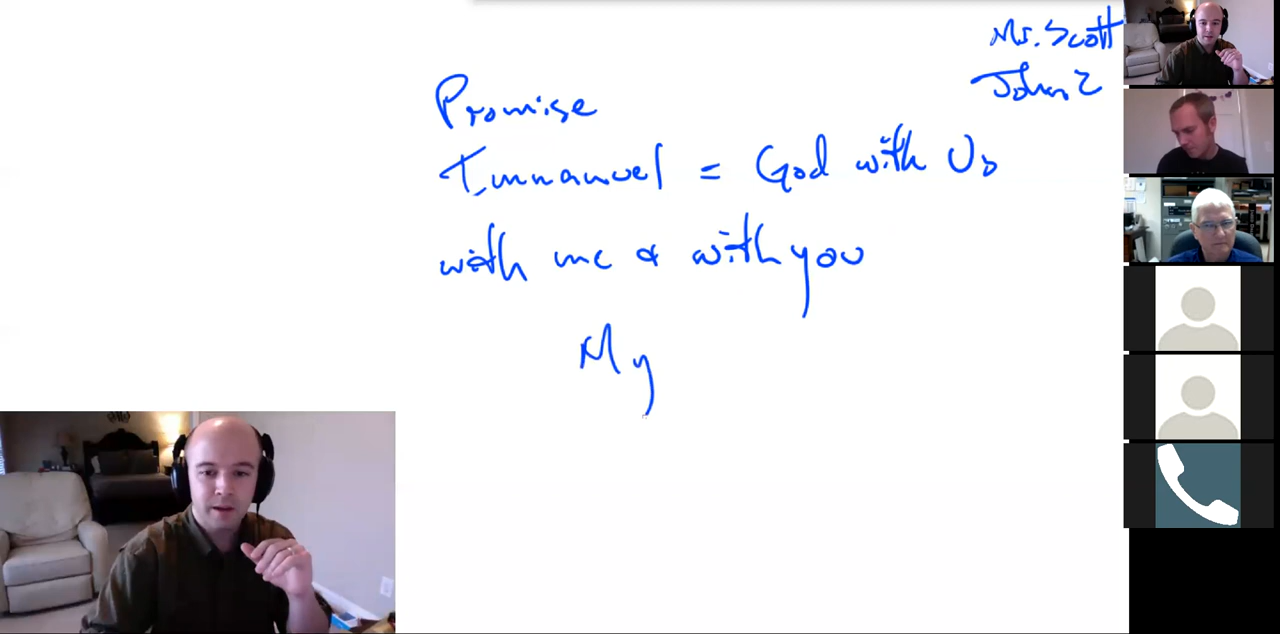 Mr. Scott
John 2
Promise
Immanuel = God with Us
with me & with you
My